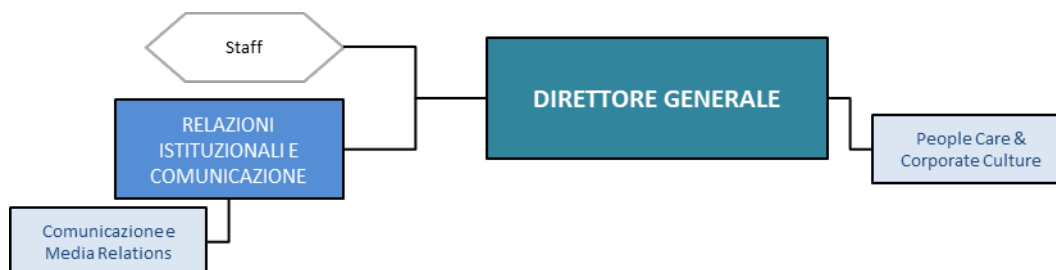 Staff
DIRETTORE GENERALE
RELAZIONI
ISTITUZIONALI E
COMUNICAZIONE
People Care &
Corporate Culture
Comunicazione e
Media Relations